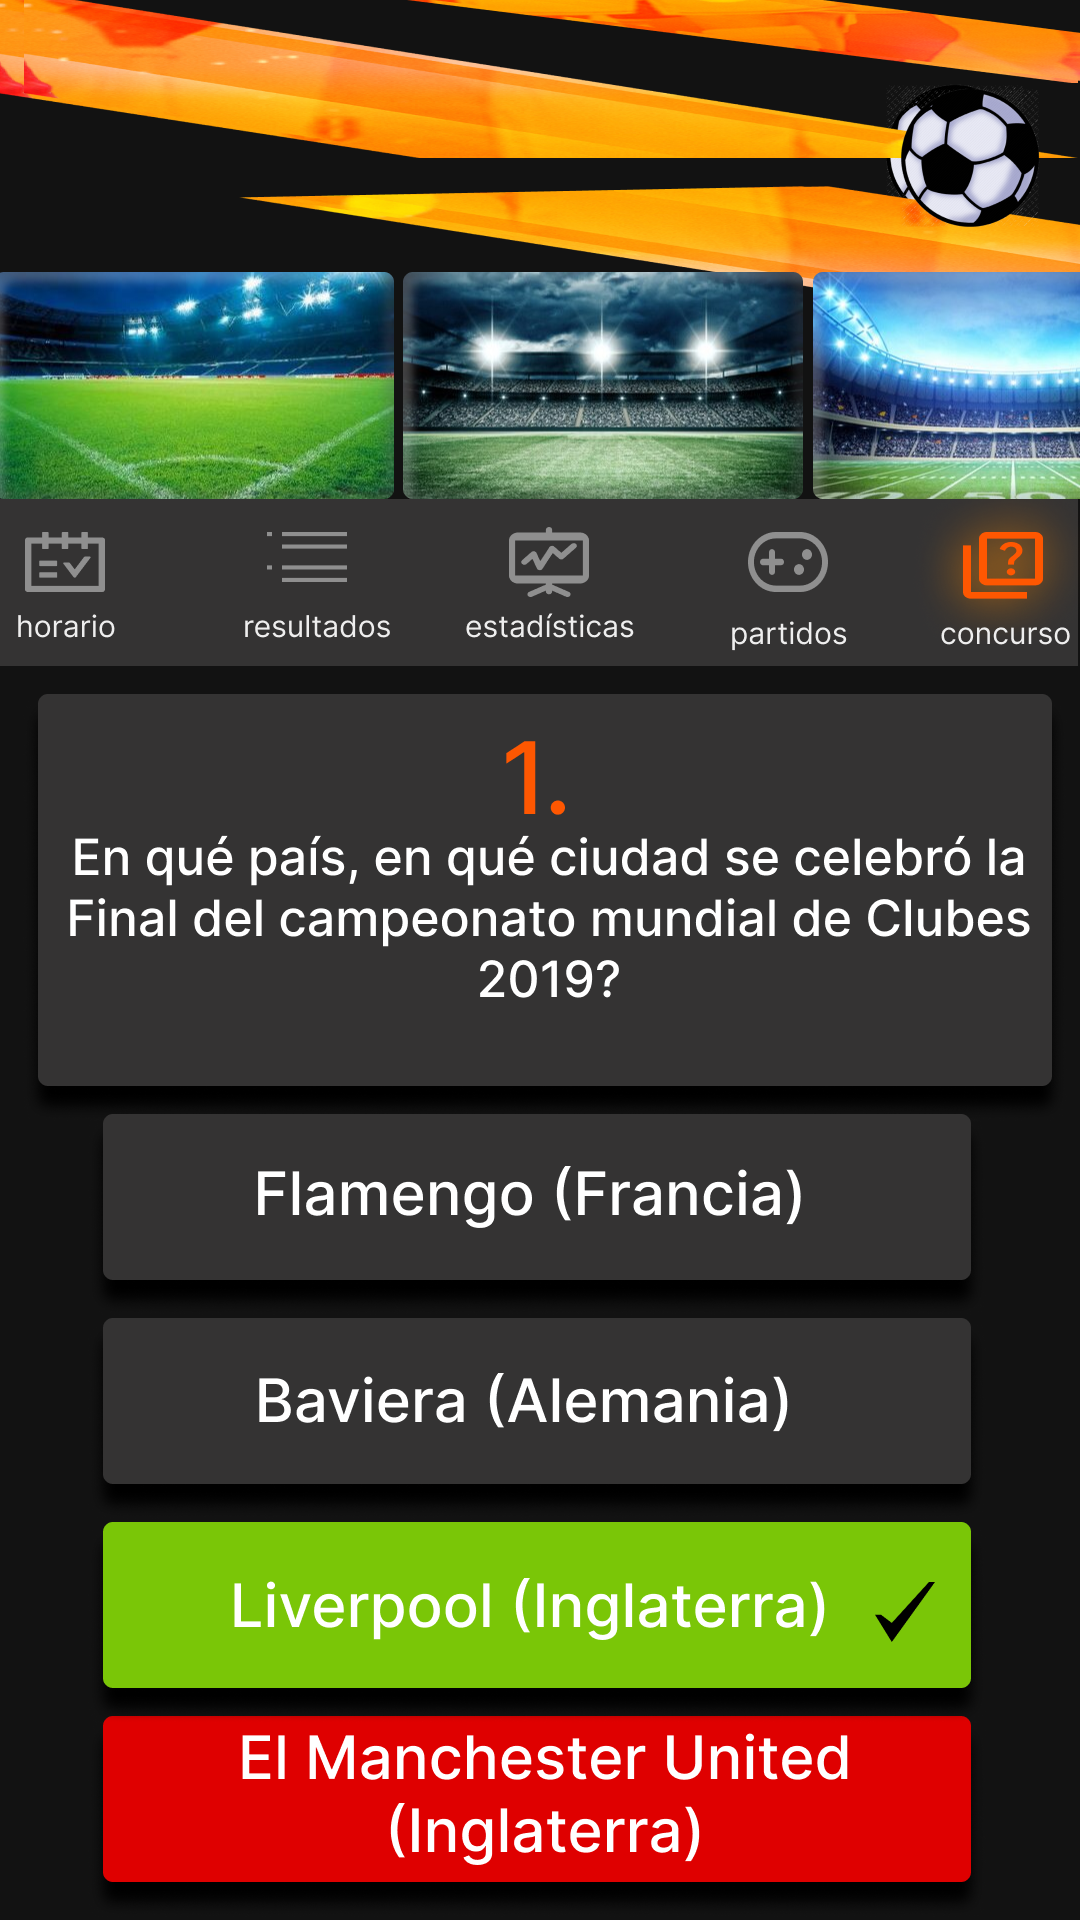 horario
resultados
estadísticas
partidos
concurso
1.
En qué país, en qué ciudad se celebró la
Final del campeonato mundial de Clubes
2019?
Flamengo (Francia)
Baviera (Alemania)
Liverpool (Inglaterra)
El Manchester United
(Inglaterra)